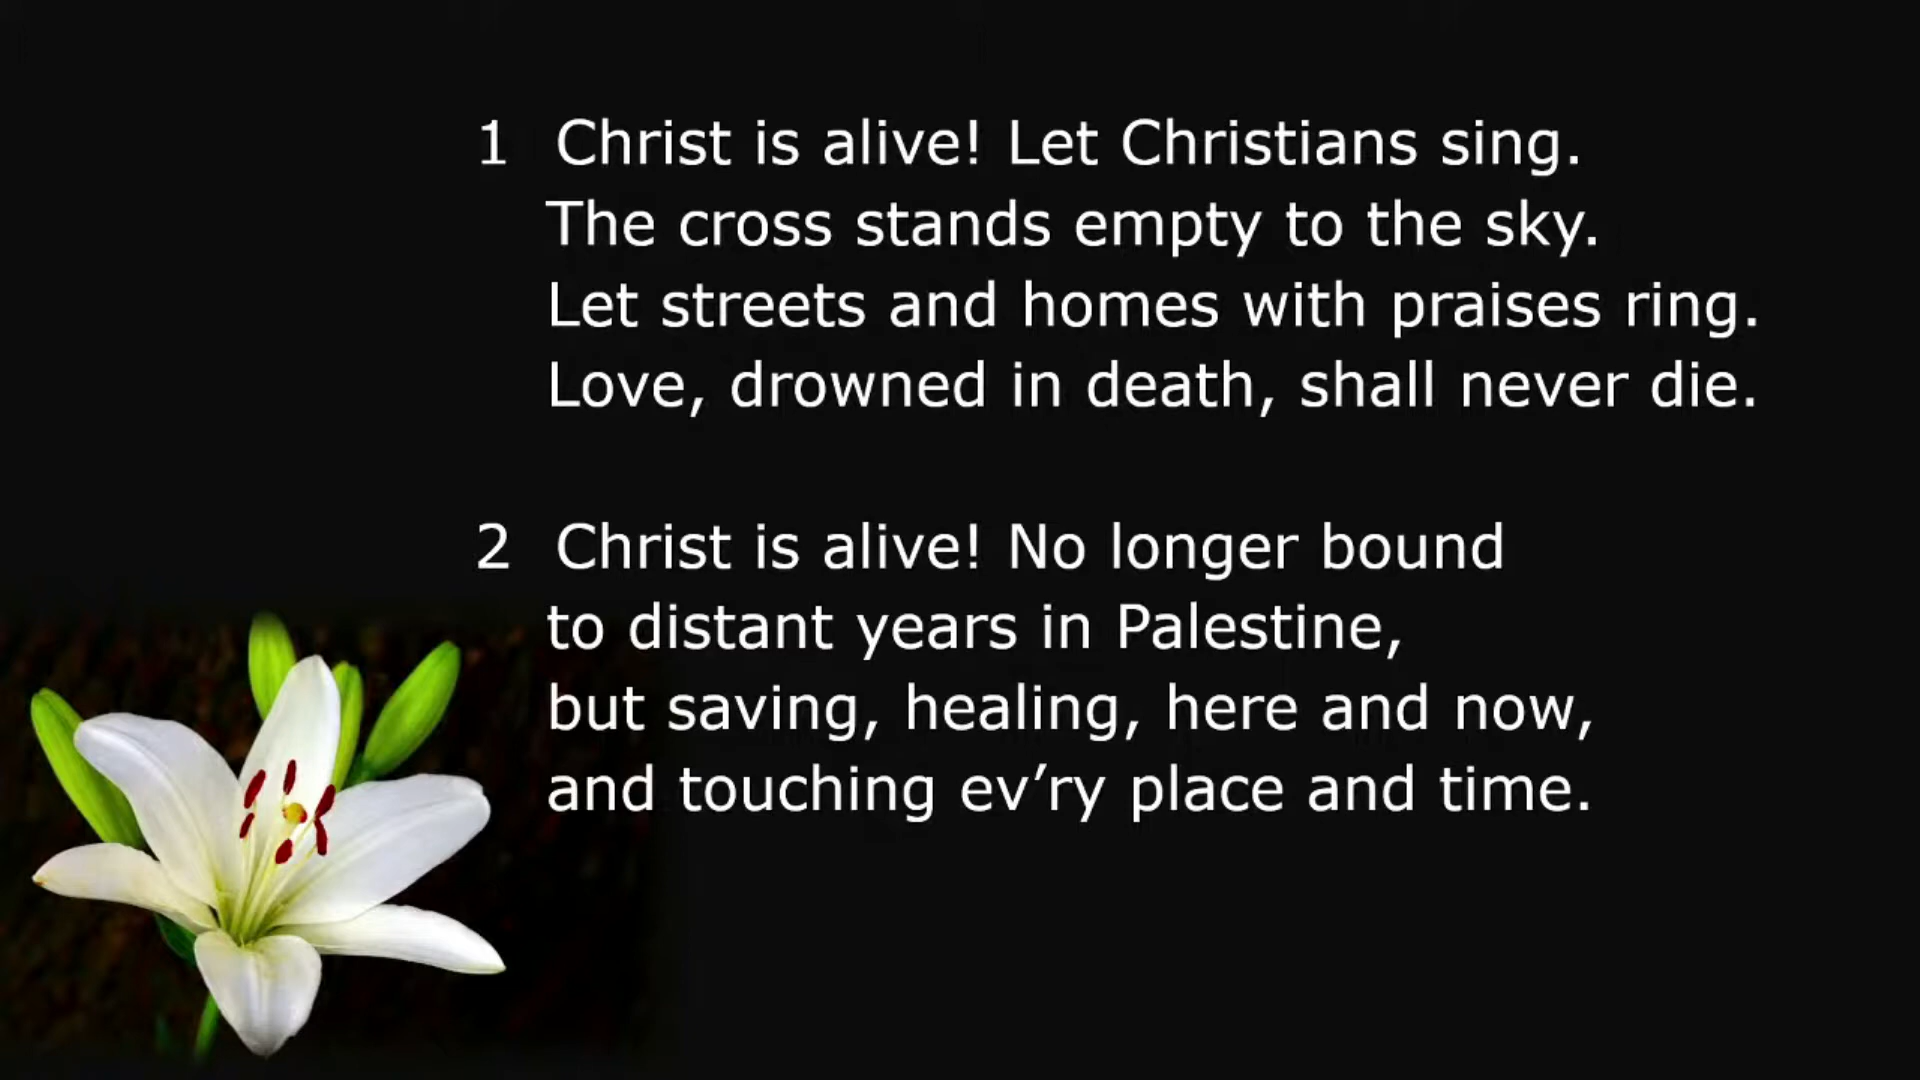 1 Christ is alive! Let Christians sing.
The cross stands empty to the sky.
Let streets and homes with praises ring.
Love, drowned in death, shall never die.
2 Christ is alive! No longer bound
to distant years in Palestine,
but saving, healing, here and now,
and touching ev’ry place and time.